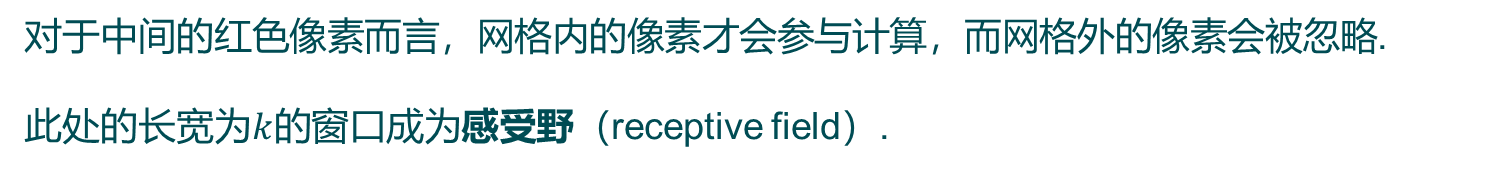 对于中间的红色像素而言，网格内的像素才会参与计算，而网格外的像素会被忽略.
此处的长宽为k的窗口成为感受野（receptive field）.